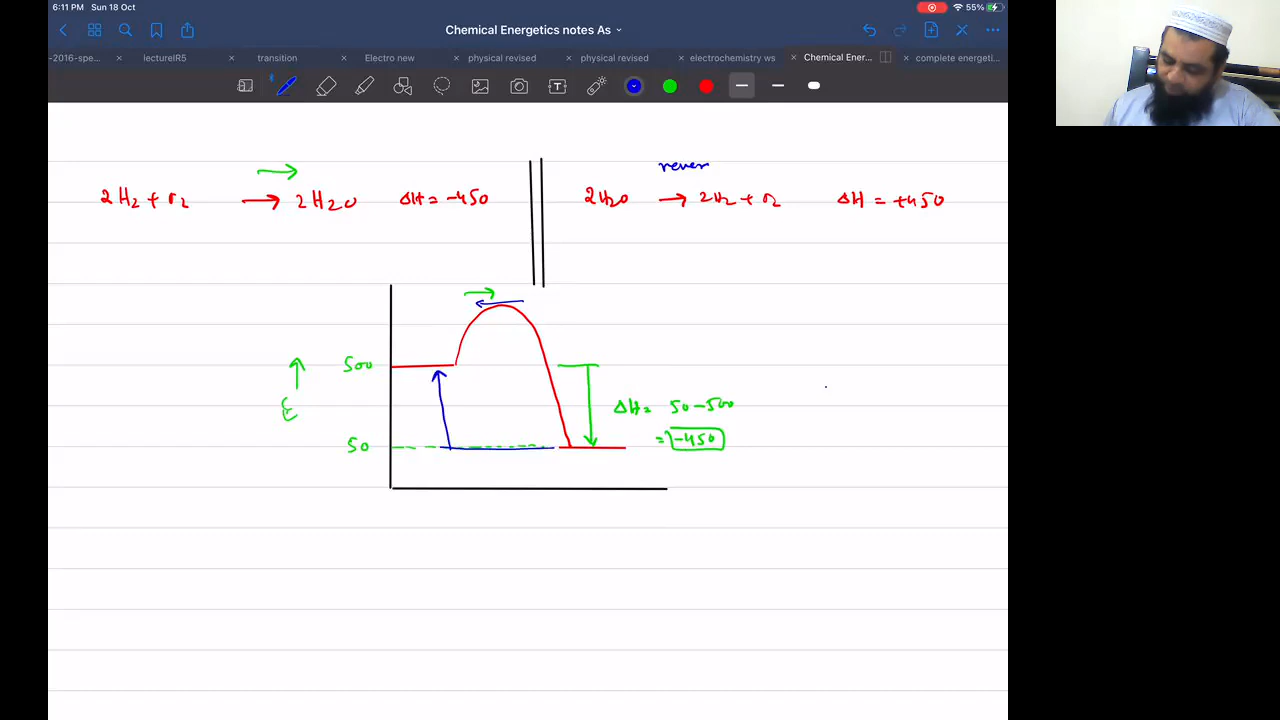 6:11 PM Sun 18 Oct
55%
Chemical Energetics notes As
-2016-spe...
lectureIR5
transition
Electro new
physical revised
physical revised
electrochemistry ws
Chemical Ener...
complete energeti...
rever
2H2 + O2 → 2H2O ΔH = -450
2H2O → 2H2 + O2 ΔH = +450
500
E
ΔH = 50 - 500
= -450
50